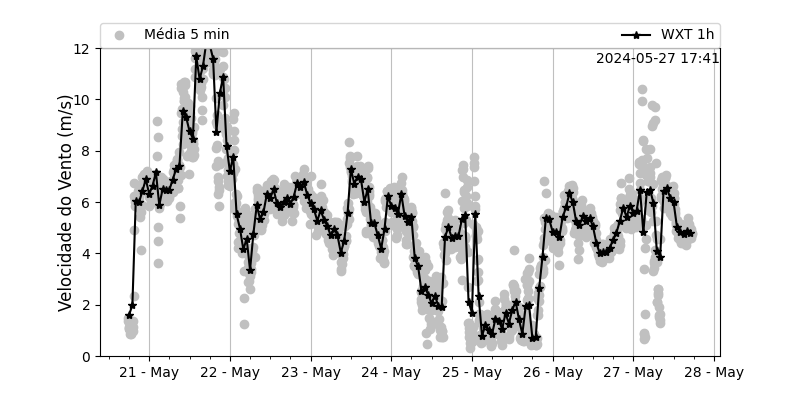 Média 5 min
WXT 1h
2024-05-27 17:41
Velocidade do Vento (m/s)
12
10
8
6
4
2
0
21 - May
22 - May
23 - May
24 - May
25 - May
26 - May
27 - May
28 - May